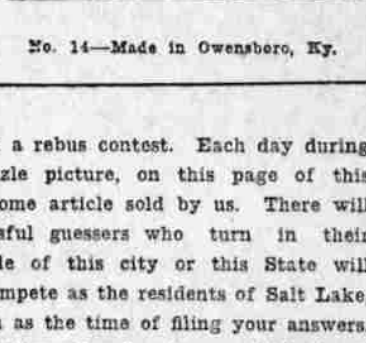 No. 14—Made in Owensboro, Ky.
a rebus contest. Each day during
zle picture, on this page of this
ome article sold by us. There will
sful guessers who turn in their
le of this city or this State will
mpete as the residents of Salt Lake
as the time of filing your answers